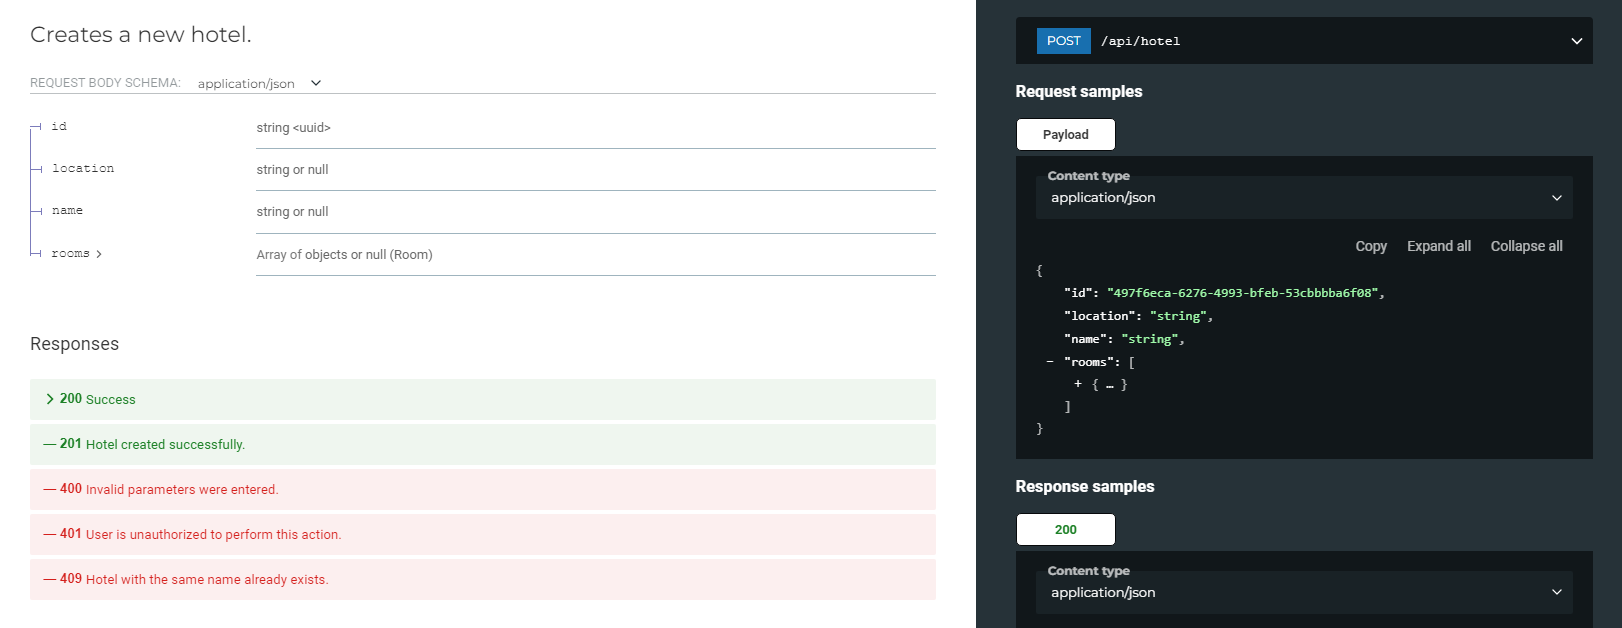 Creates a new hotel.
REQUEST BODY SCHEMA: application/json
id string <uuid>
location string or null
name string or null
rooms Array of objects or null (Room)
Responses
200 Success
— 201 Hotel created successfully.
— 400 Invalid parameters were entered.
— 401 User is unauthorized to perform this action.
— 409 Hotel with the same name already exists.
POST /api/hotel
Request samples
Payload
Content type
application/json
Copy Expand all Collapse all
{
"id": "497f6eca-6276-4993-bfeb-53cbbbba6f08",
"location": "string",
"name": "string",
− "rooms": [
+ { … }
]
}
Response samples
200
Content type
application/json